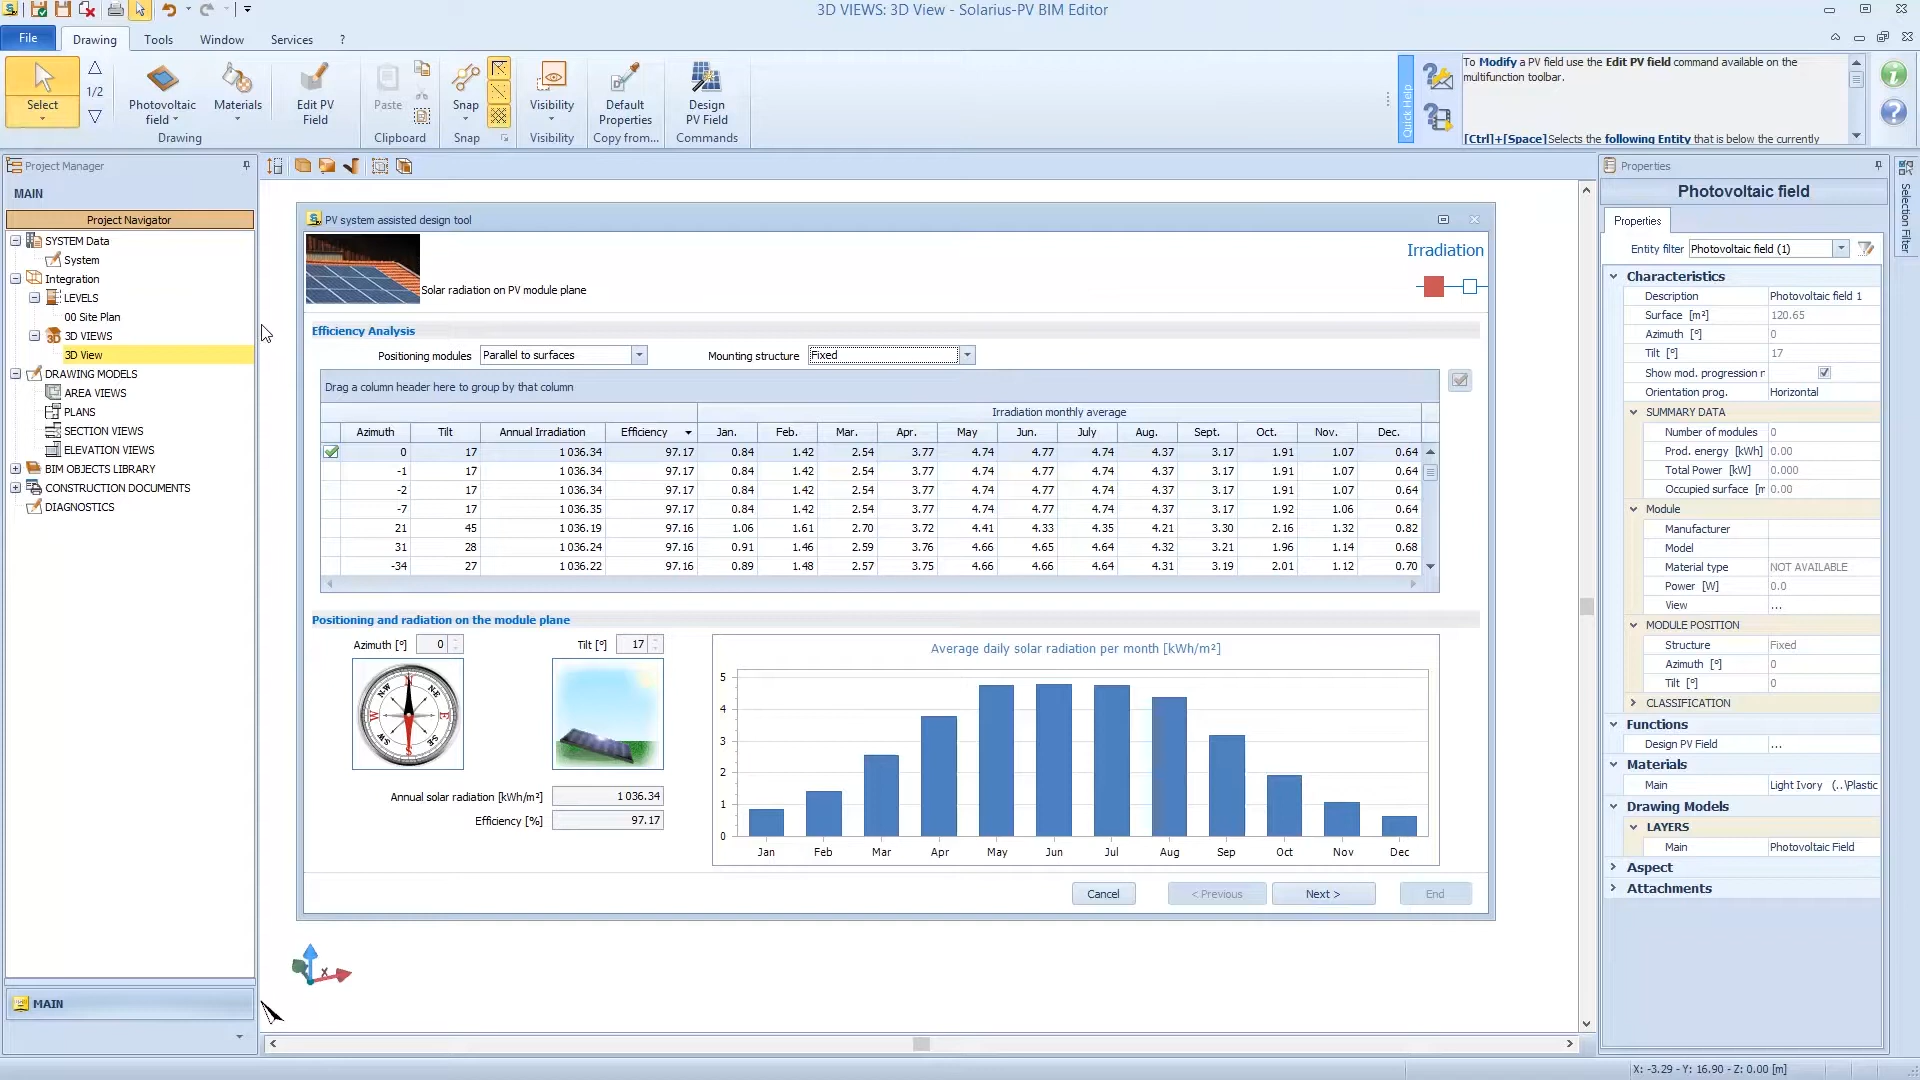 3D VIEWS: 3D View - Solarius-PV BIM Editor
File
Drawing
Tools
Window
Services
?
Select
1/2
Photovoltaic
field
Materials
Edit PV
Field
Drawing
Paste
Clipboard
Snap
Snap
Visibility
Visibility
Default
Properties
Copy from...
Design
PV Field
Commands
Quick Help
To Modify a PV field use the Edit PV field command available on the
multifunction toolbar.
[Ctrl]+[Space]Selects the following Entity that is below the currently
Project Manager
MAIN
Project Navigator
SYSTEM Data
System
Integration
LEVELS
00 Site Plan
3D VIEWS
3D View
DRAWING MODELS
AREA VIEWS
PLANS
SECTION VIEWS
ELEVATION VIEWS
BIM OBJECTS LIBRARY
CONSTRUCTION DOCUMENTS
DIAGNOSTICS
MAIN
PV system assisted design tool
Irradiation
Solar radiation on PV module plane
Efficiency Analysis
Positioning modules Parallel to surfaces Mounting structure Fixed
Drag a column header here to group by that column
Irradiation monthly average
Azimuth Tilt Annual Irradiation Efficiency Jan. Feb. Mar. Apr. May Jun. July Aug. Sept. Oct. Nov. Dec.
0 17 1 036.34 97.17 0.84 1.42 2.54 3.77 4.74 4.77 4.74 4.37 3.17 1.91 1.07 0.64
-1 17 1 036.34 97.17 0.84 1.42 2.54 3.77 4.74 4.77 4.74 4.37 3.17 1.91 1.07 0.64
-2 17 1 036.34 97.17 0.84 1.42 2.54 3.77 4.74 4.77 4.74 4.37 3.17 1.91 1.07 0.64
-7 17 1 036.35 97.17 0.84 1.42 2.54 3.77 4.74 4.77 4.74 4.37 3.17 1.92 1.06 0.64
21 45 1 036.19 97.16 1.06 1.61 2.70 3.72 4.41 4.33 4.35 4.21 3.30 2.16 1.32 0.82
31 28 1 036.24 97.16 0.91 1.46 2.59 3.76 4.66 4.65 4.64 4.32 3.21 1.96 1.14 0.68
-34 27 1 036.22 97.16 0.89 1.48 2.57 3.75 4.66 4.66 4.64 4.31 3.19 2.01 1.12 0.70
Positioning and radiation on the module plane
Azimuth [°] 0
Tilt [°] 17
N
N-W
N-E
W
E
S-W
S-E
S
Annual solar radiation [kWh/m²] 1 036.34
Efficiency [%] 97.17
Average daily solar radiation per month [kWh/m²]
5
4
3
2
1
0
Jan Feb Mar Apr May Jun Jul Aug Sep Oct Nov Dec
Cancel
< Previous
Next >
End
X
Properties
Photovoltaic field
Properties
Entity filter Photovoltaic field (1)
Characteristics
Description Photovoltaic field 1
Surface [m²] 120.65
Azimuth [°] 0
Tilt [°] 17
Show mod. progression r
Orientation prog. Horizontal
SUMMARY DATA
Number of modules 0
Prod. energy [kWh] 0.00
Total Power [kW] 0.000
Occupied surface [m 0.00
Module
Manufacturer
Model
Material type NOT AVAILABLE
Power [W] 0.0
View ...
MODULE POSITION
Structure Fixed
Azimuth [°] 0
Tilt [°] 0
CLASSIFICATION
Functions
Design PV Field ...
Materials
Main Light Ivory (..\Plastic
Drawing Models
LAYERS
Main Photovoltaic Field
Aspect
Attachments
Selection Filter
X: -3.29 - Y: 16.90 - Z: 0.00 [m]